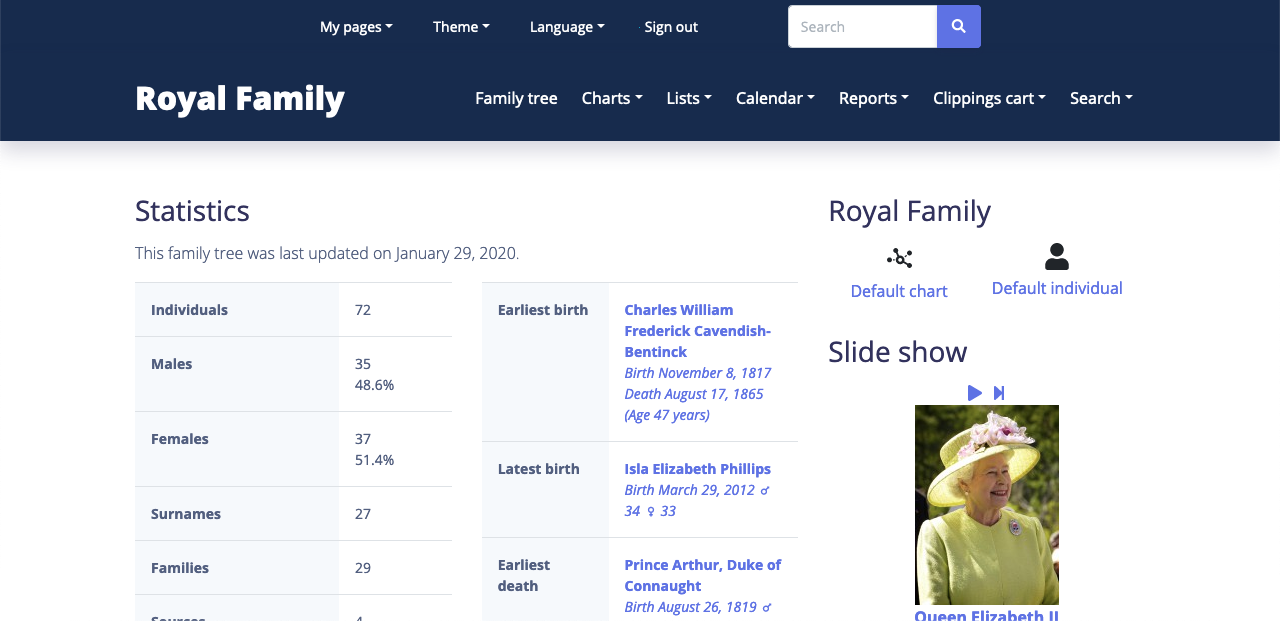 My pages
Theme
Language
Sign out
Search
Royal Family
Family tree
Charts
Lists
Calendar
Reports
Clippings cart
Search
Statistics
This family tree was last updated on January 29, 2020.
Individuals 72
Males 35
48.6%
Females 37
51.4%
Surnames 27
Families 29
Sources 4
Earliest birth Charles William
Frederick Cavendish-
Bentinck
Birth November 8, 1817
Death August 17, 1865
(Age 47 years)
Latest birth Isla Elizabeth Phillips
Birth March 29, 2012 ♂
34 ♀ 33
Earliest Prince Arthur, Duke of
death Connaught
Birth August 26, 1819 ♂
Royal Family
Default chart
Default individual
Slide show
Queen Elizabeth II